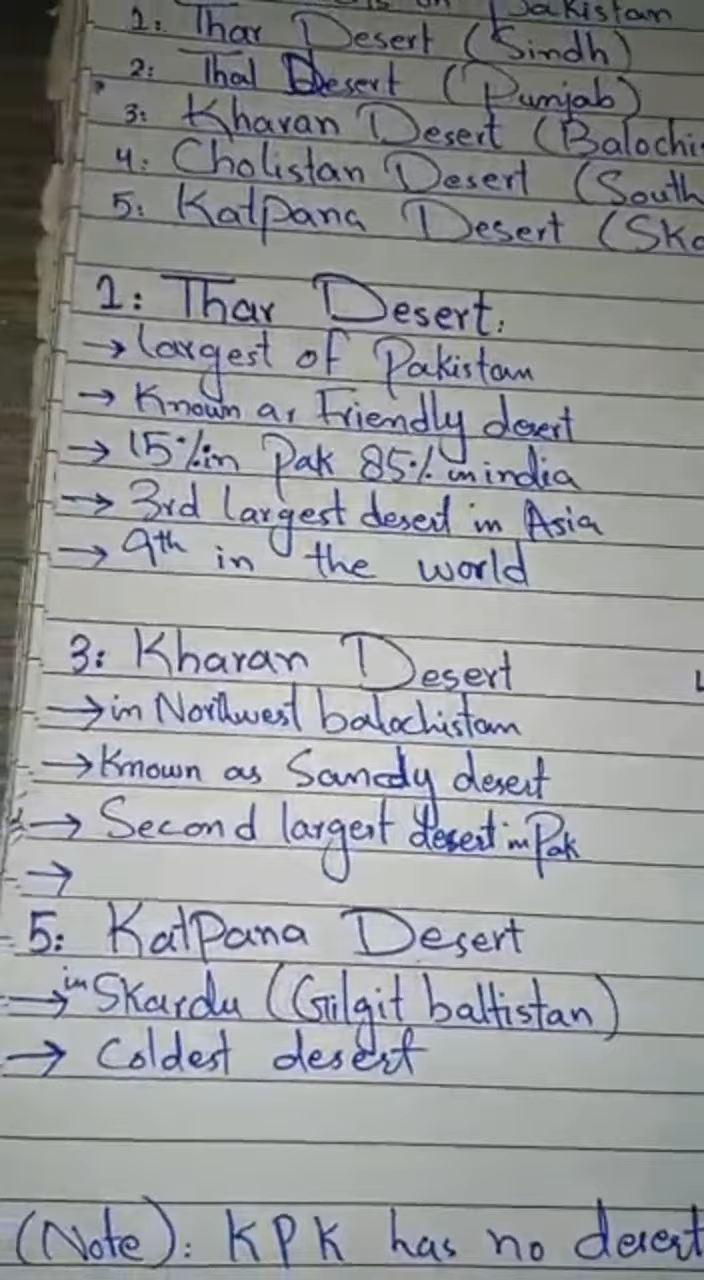 Pakistan
1: Thar Desert (Sindh)
2: Thal Desert (Punjab)
3: Kharan Desert (Balochi
4: Cholistan Desert (South
5: Katpana Desert (Ska
1: Thar Desert:
→ largest of Pakistan
→ Known as Friendly desert
→ 15% in Pak 85% in india
→ 3rd largest desert in Asia
→ 9th in the world
3: Kharan Desert
→ in Northwest balochistan
→ Known as Sandy desert
→ Second largest desert in Pak
→
5: Katpana Desert
→ in Skardu (Gilgit baltistan)
→ Coldest desert
(Note): KPK has no desert